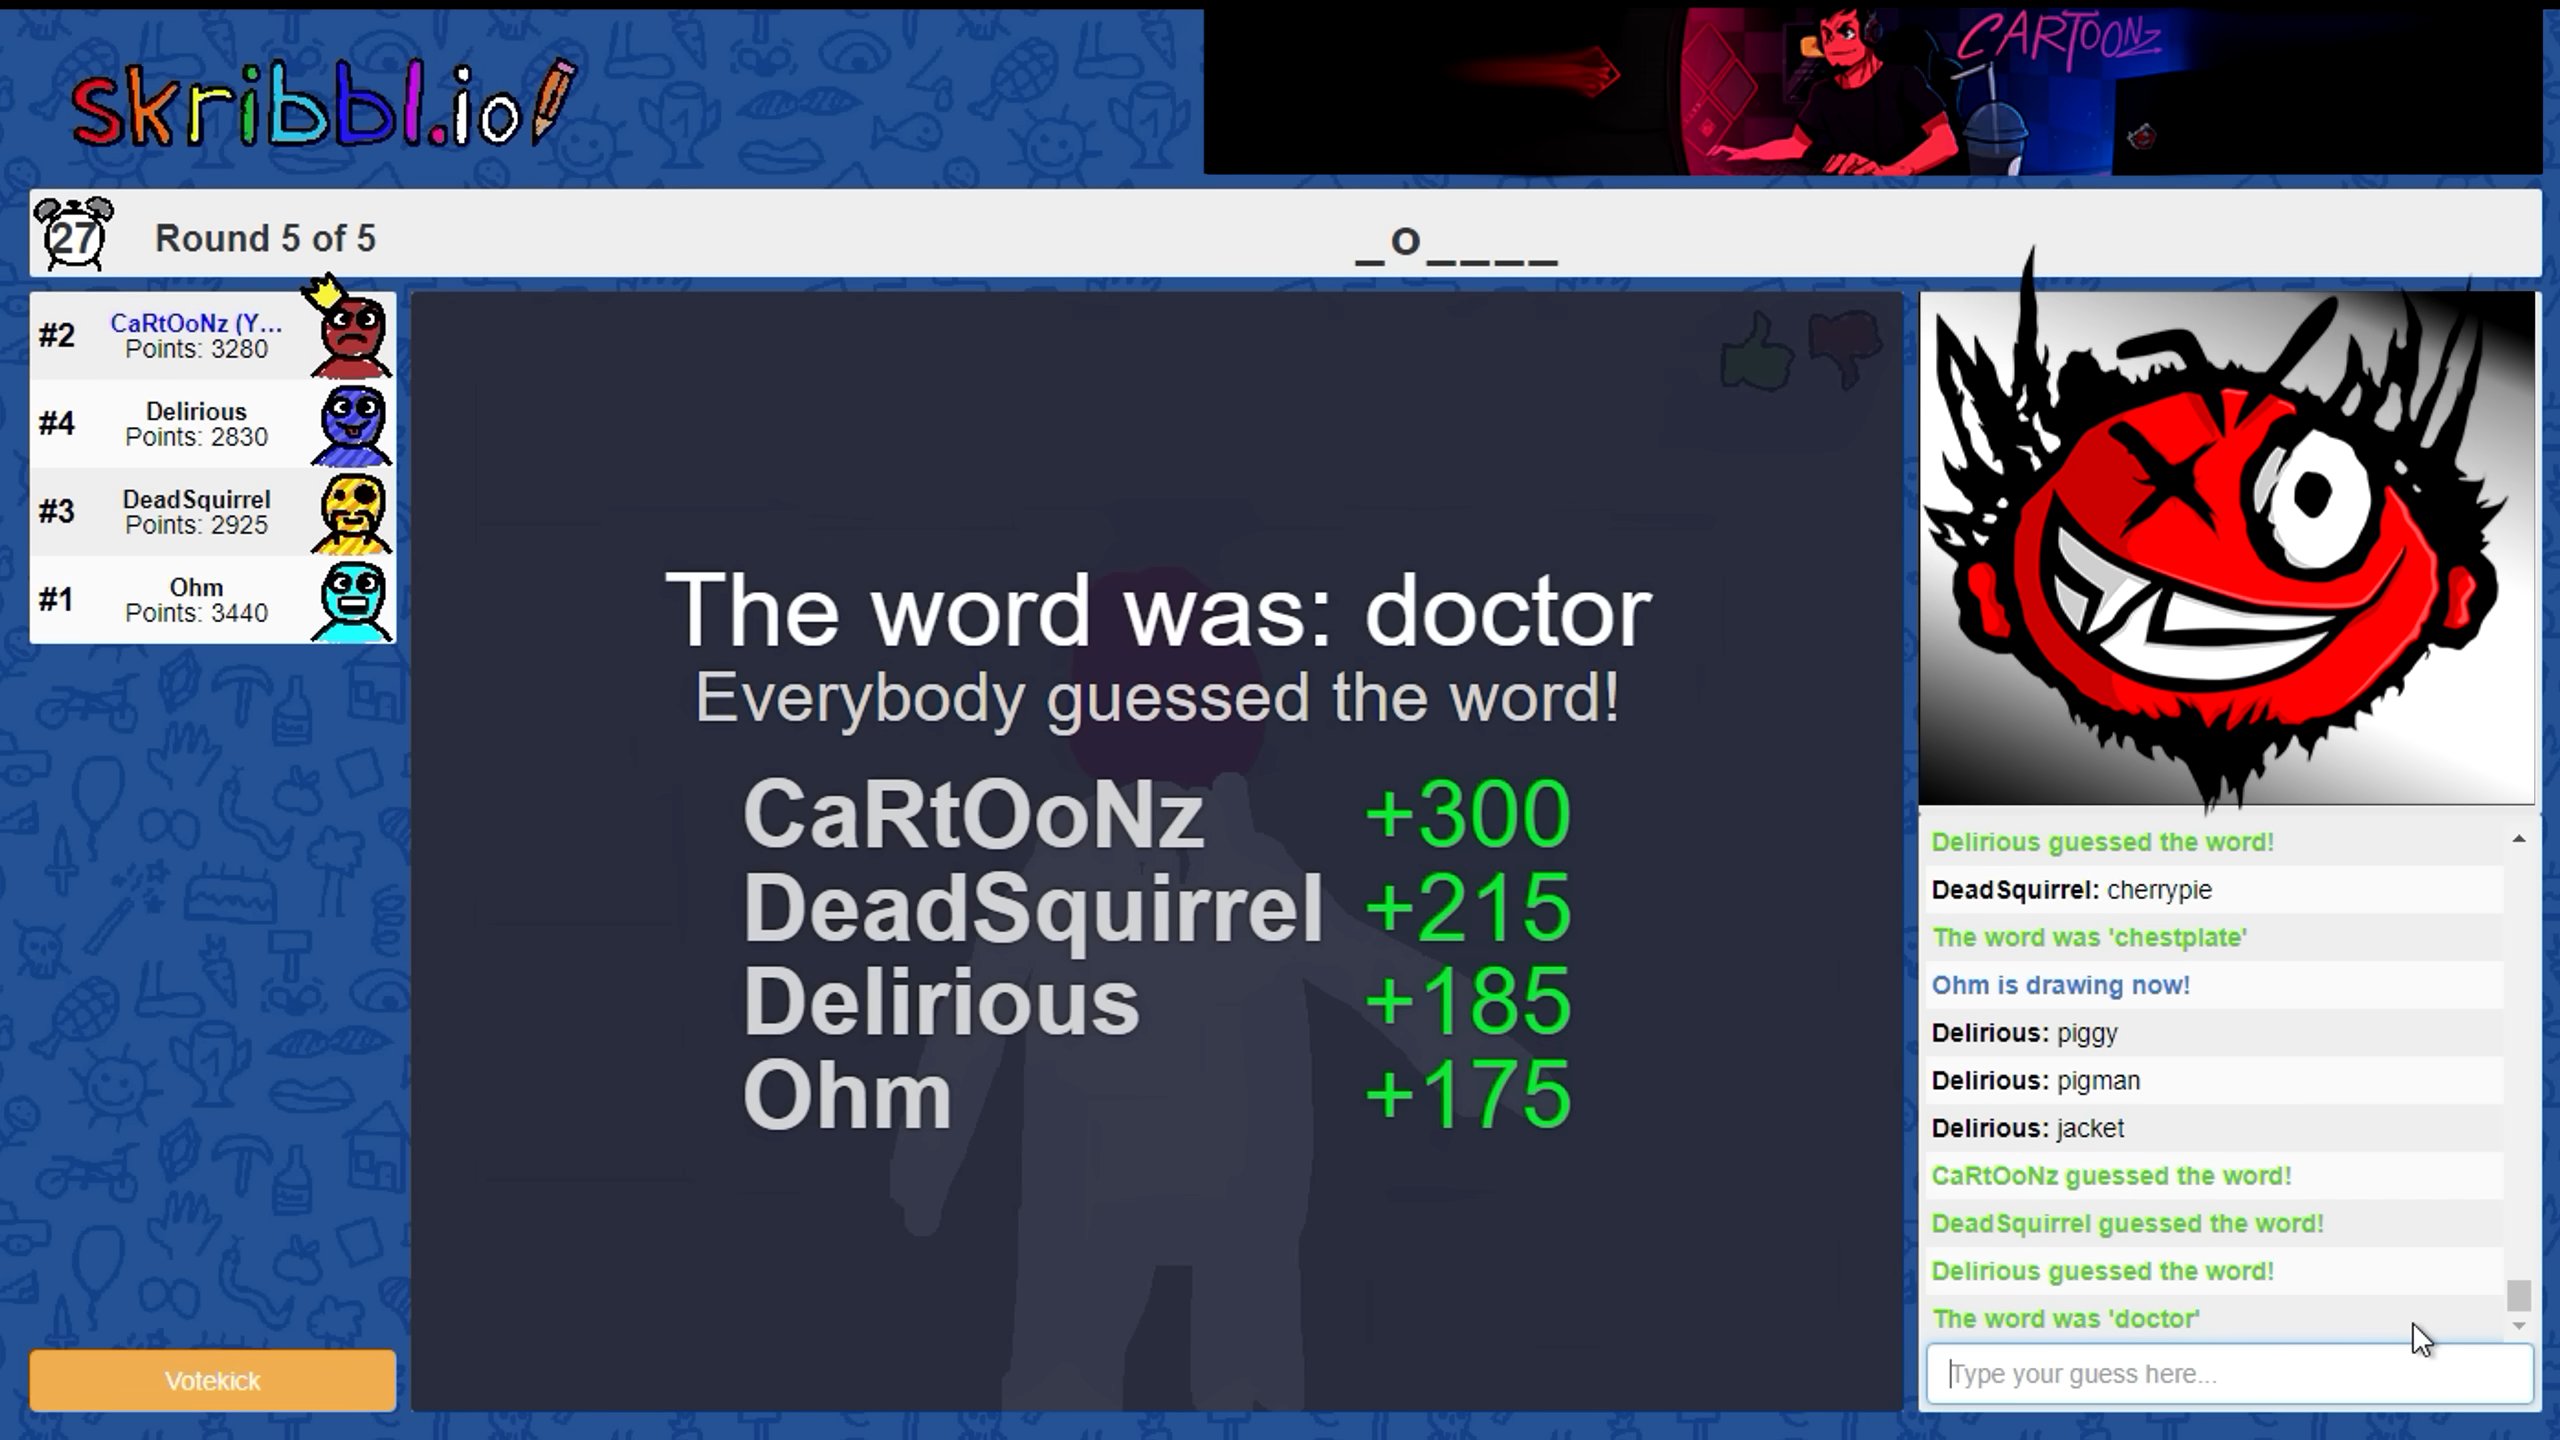 skribbl.io
CARTOONZ
27
Round 5 of 5
_o____
#2
CaRtOoNz (Y...
Points: 3280
#4
Delirious
Points: 2830
#3
DeadSquirrel
Points: 2925
#1
Ohm
Points: 3440
The word was: doctor
Everybody guessed the word!
CaRtOoNz +300
DeadSquirrel +215
Delirious +185
Ohm +175
Delirious guessed the word!
DeadSquirrel: cherrypie
The word was 'chestplate'
Ohm is drawing now!
Delirious: piggy
Delirious: pigman
Delirious: jacket
CaRtOoNz guessed the word!
DeadSquirrel guessed the word!
Delirious guessed the word!
The word was 'doctor'
Type your guess here...
Votekick